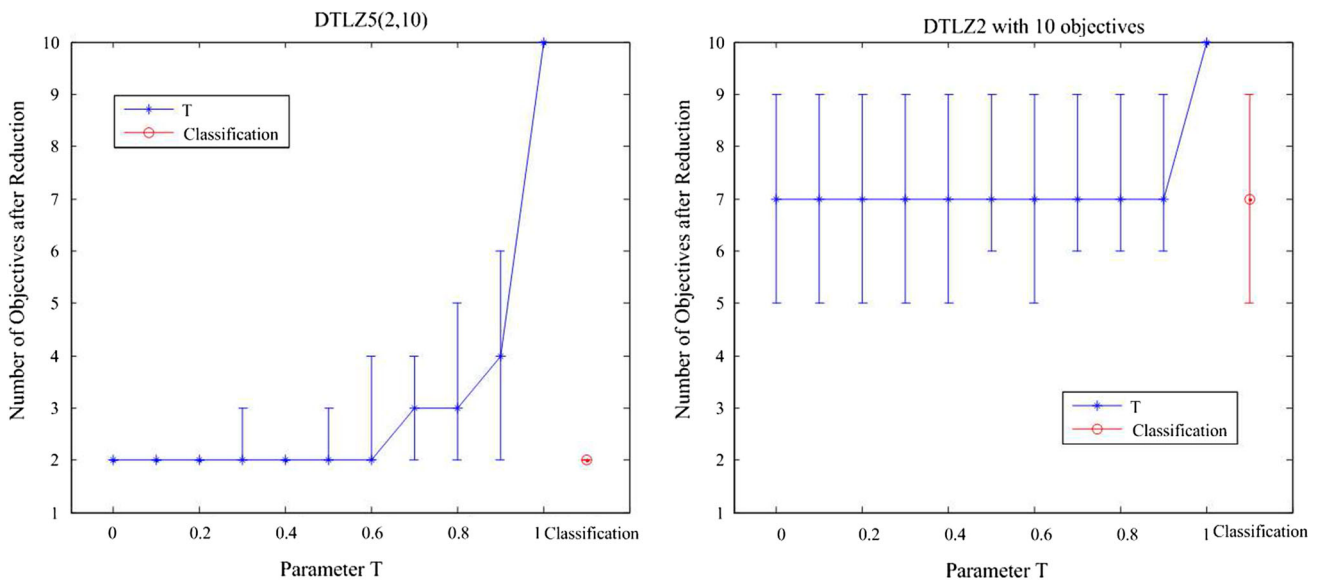 DTLZ5(2,10)
10
9
8
7
6
5
4
3
2
1
Number of Objectives after Reduction
T
Classification
0
0.2
0.4
0.6
0.8
1
Classification
Parameter T
DTLZ2 with 10 objectives
10
9
8
7
6
5
4
3
2
1
Number of Objectives after Reduction
T
Classification
0
0.2
0.4
0.6
0.8
1
Classification
Parameter T